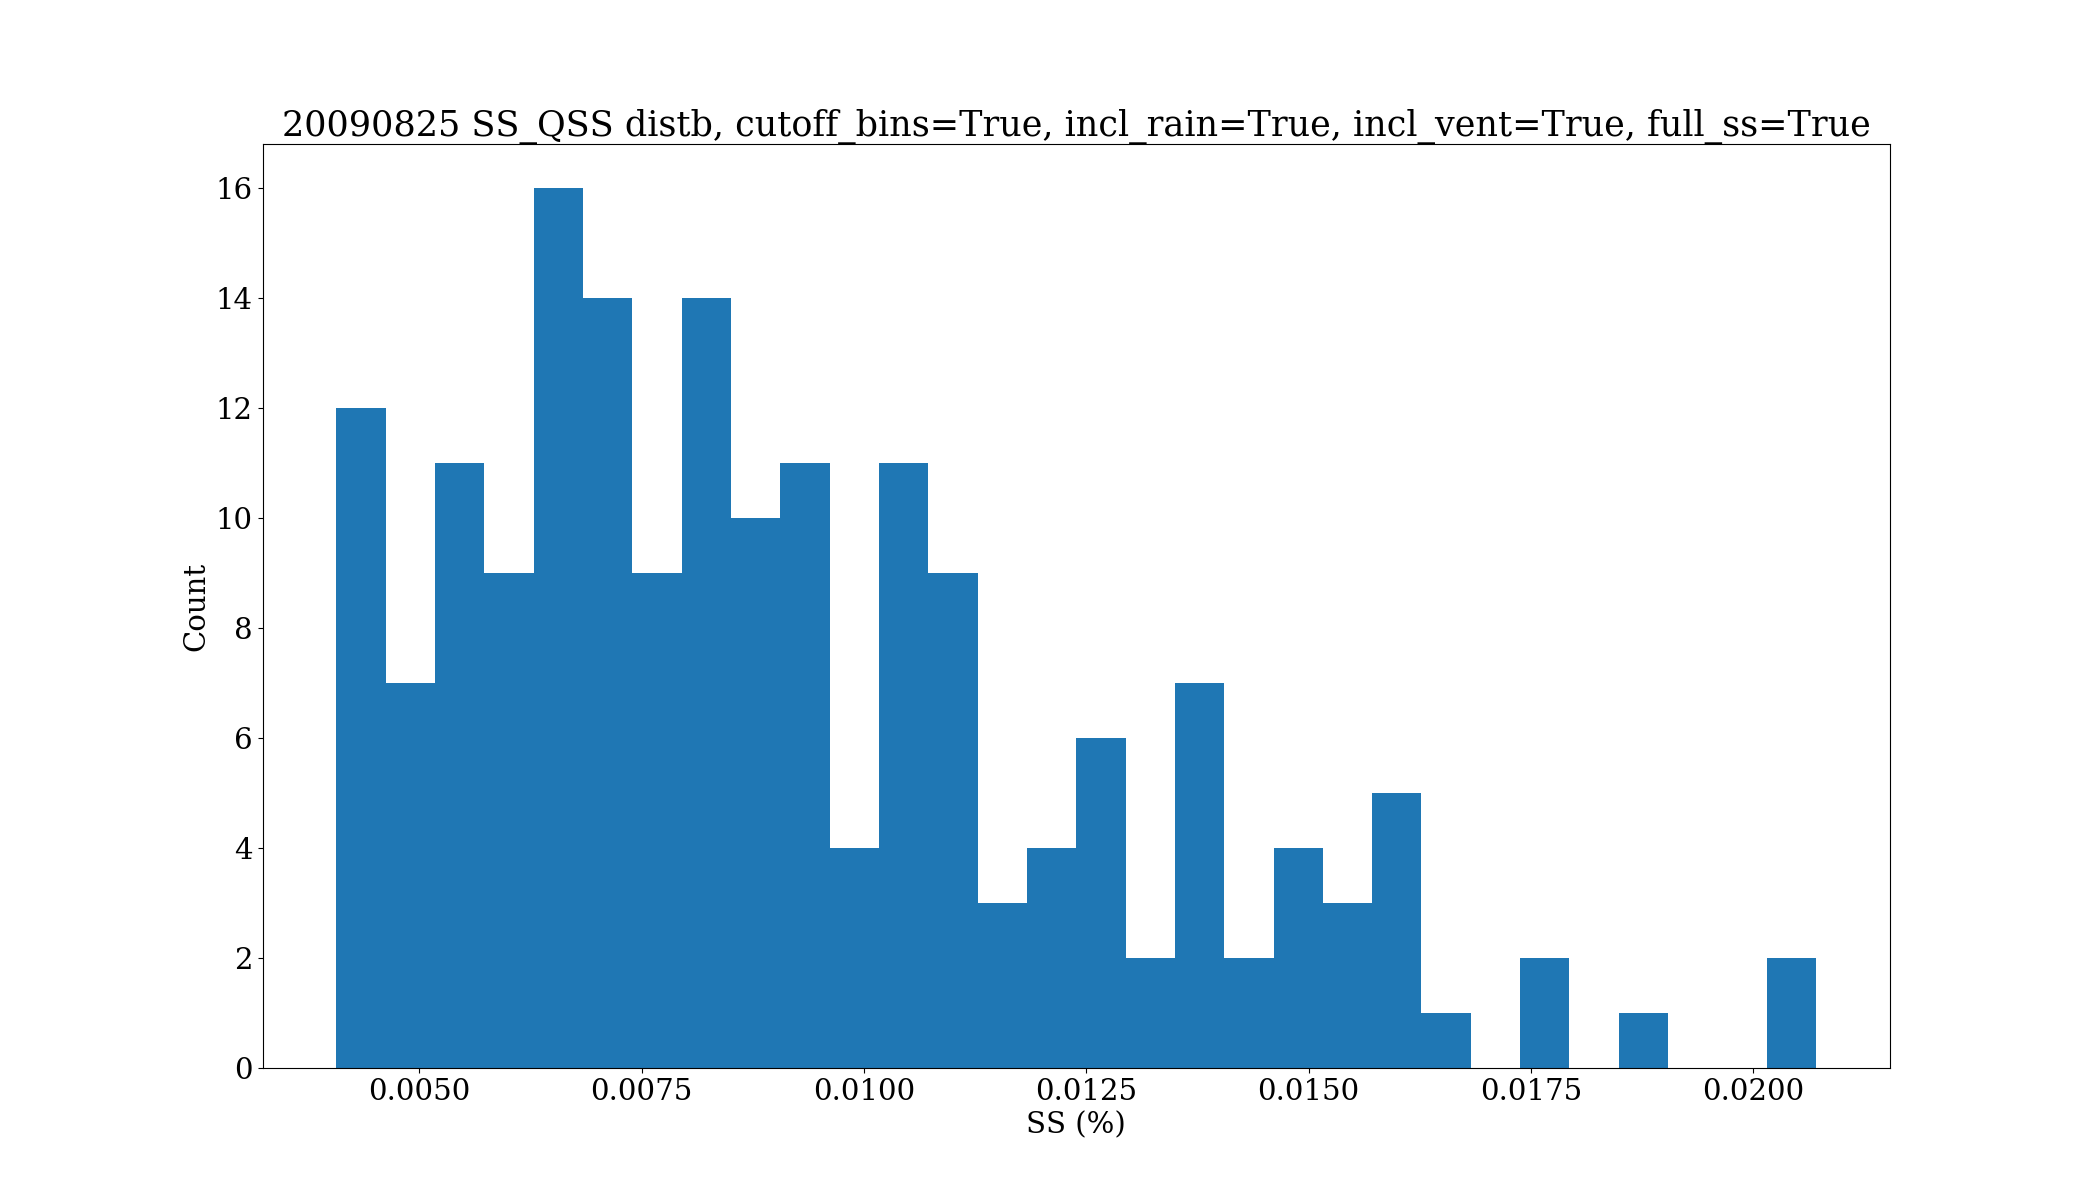 20090825 SS_QSS distb, cutoff_bins=True, incl_rain=True, incl_vent=True, full_ss=True
16
14
12
10
8
6
4
2
0
Count
0.0050 0.0075 0.0100 0.0125 0.0150 0.0175 0.0200
SS (%)